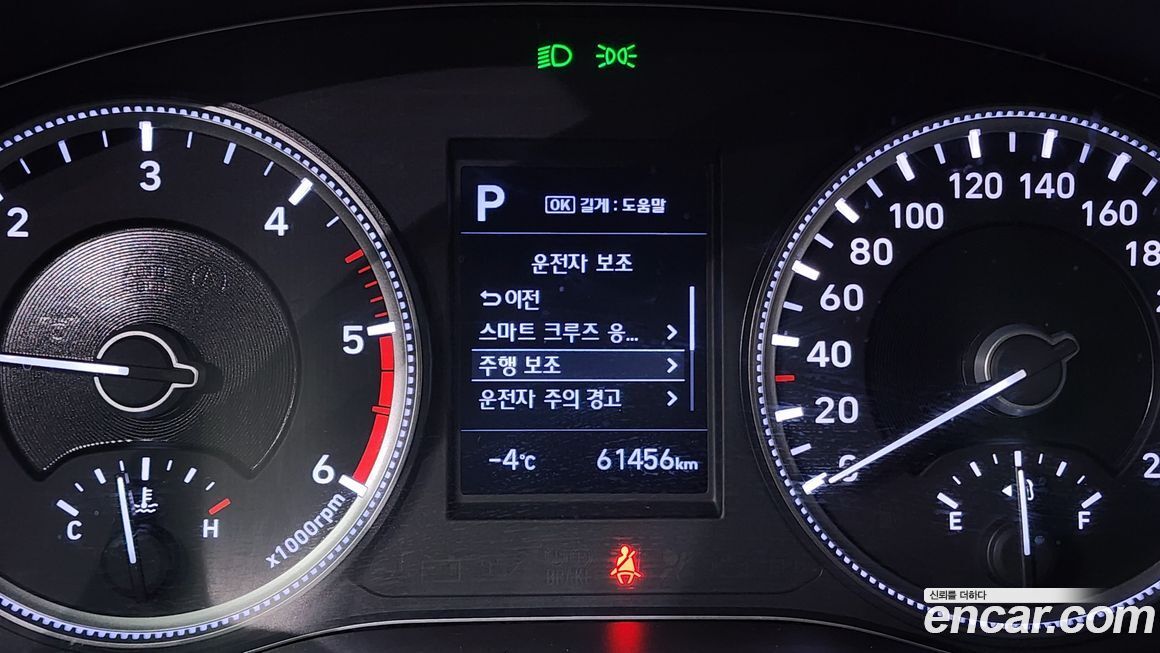 P OK 길게 : 도움말
운전자 보조
이전
스마트 크루즈 응...
주행 보조
운전자 주의 경고
-4℃ 61456km
2 3 4 5 6
x1000rpm
C H
0 20 40 60 80 100 120 140 160
E F
신뢰를 더하다
encar.com